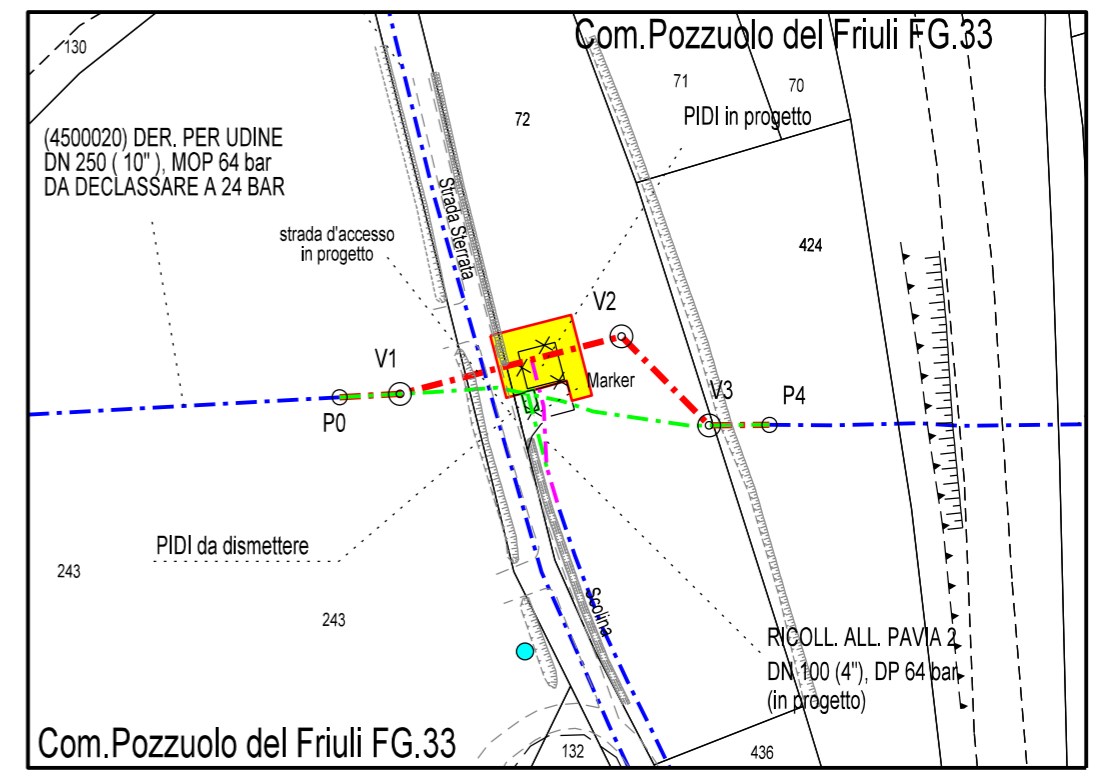 Com.Pozzuolo del Friuli FG.33
130
71
70
72
PIDI in progetto
(4500020) DER. PER UDINE
DN 250 ( 10" ), MOP 64 bar
DA DECLASSARE A 24 BAR
Strada Sterrata
strada d'accesso
in progetto
424
V2
V1
Marker
V3
P4
P0
PIDI da dismettere
243
243
Scolina
RICOLL. ALL. PAVIA 2
DN 100 (4"), DP 64 bar
(in progetto)
Com.Pozzuolo del Friuli FG.33
132
436